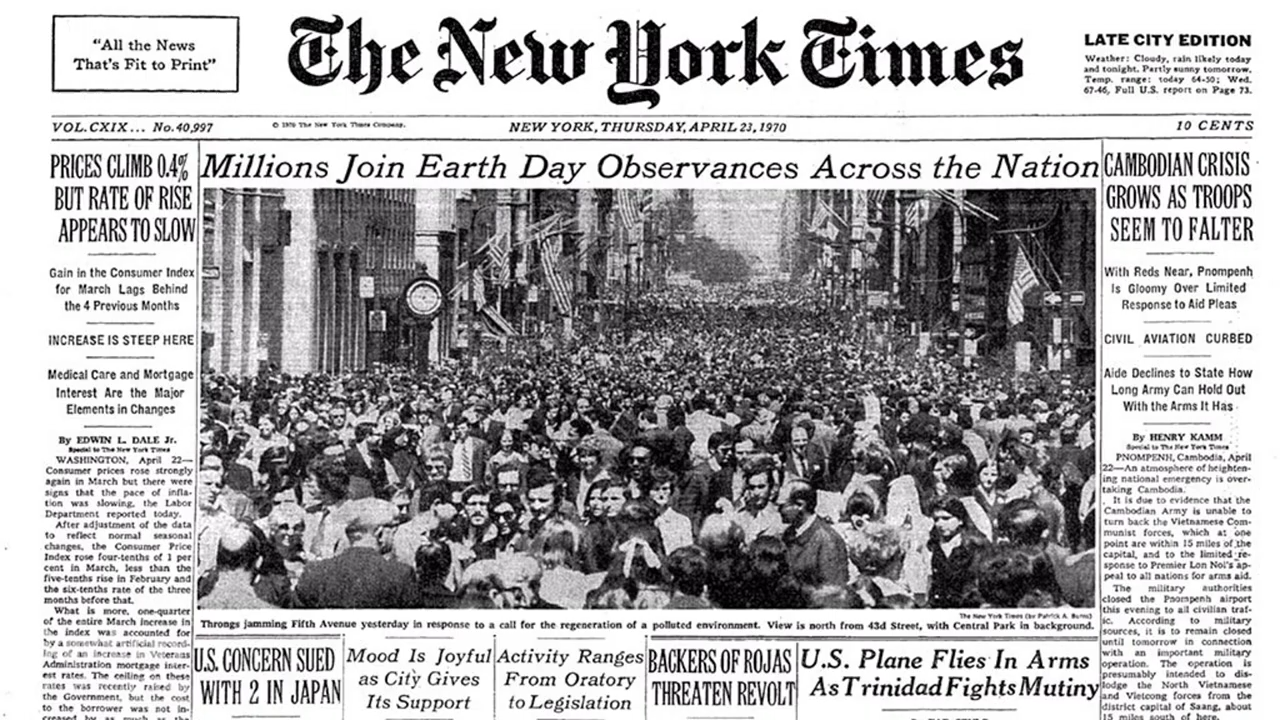 "All the News
That's Fit to Print"
The New York Times
LATE CITY EDITION
Weather: Cloudy, rain likely today
and tonight. Partly sunny tomorrow.
Temp. range: today 64-50; Wed.
67-46, Full U.S. report on Page 73.
VOL. CXIX... No. 40,997
© 1970 The New York Times Company.
NEW YORK, THURSDAY, APRIL 23, 1970
10 CENTS
PRICES CLIMB 0.4%
BUT RATE OF RISE
APPEARS TO SLOW
Gain in the Consumer Index
for March Lags Behind
the 4 Previous Months
INCREASE IS STEEP HERE
Medical Care and Mortgage
Interest Are the Major
Elements in Changes
By EDWIN L. DALE Jr.
Special to The New York Times
WASHINGTON, April 22—
Consumer prices rose strongly
again in March but there were
signs that the pace of infla-
tion was slowing, the Labor
Department reported today.
After adjustment of the data
to reflect normal seasonal
changes, the Consumer Price
Index rose four-tenths of 1 per
cent in March, less than the
five-tenths rise in February and
the six-tenths rate of the three
months before that.
What is more, one-quarter
of the entire March increase in
the index was accounted for
by a somewhat artificial record-
ing of an increase in Veterans
Administration mortgage inter-
est rates. The ceiling on these
rates was recently raised by
the Government, but the cost
to the borrower was not in-
creased by as much as the
Millions Join Earth Day Observances Across the Nation
The New York Times (by Patrick A. Burns)
Throngs jamming Fifth Avenue yesterday in response to a call for the regeneration of a polluted environment. View is north from 43d Street, with Central Park in background.
U.S. CONCERN SUED
WITH 2 IN JAPAN
Mood Is Joyful
as City Gives
Its Support
Activity Ranges
From Oratory
to Legislation
BACKERS OF ROJAS
THREATEN REVOLT
U.S. Plane Flies In Arms
As Trinidad Fights Mutiny
CAMBODIAN CRISIS
GROWS AS TROOPS
SEEM TO FALTER
With Reds Near, Pnompenh
Is Gloomy Over Limited
Response to Aid Pleas
CIVIL AVIATION CURBED
Aide Declines to State How
Long Army Can Hold Out
With the Arms It Has
By HENRY KAMM
Special to The New York Times
PNOMPENH, Cambodia, April
22—An atmosphere of heighten-
ing national emergency is over-
taking Cambodia.
It is due to evidence that the
Cambodian Army is unable to
turn back the Vietnamese Com-
munist forces, which at one
point are within 15 miles of the
capital, and to the limited re-
sponse to Premier Lon Nol's ap-
peal to all nations for arms aid.
The military authorities
closed the Pnompenh airport
this evening to all civilian traf-
ic. According to military
sources, it is to remain closed
until tomorrow in connection
with an important military
operation. The operation is
presumably intended to dis-
lodge the North Vietnamese
and Vietcong forces from the
district capital of Saang, about
15 miles south of here.